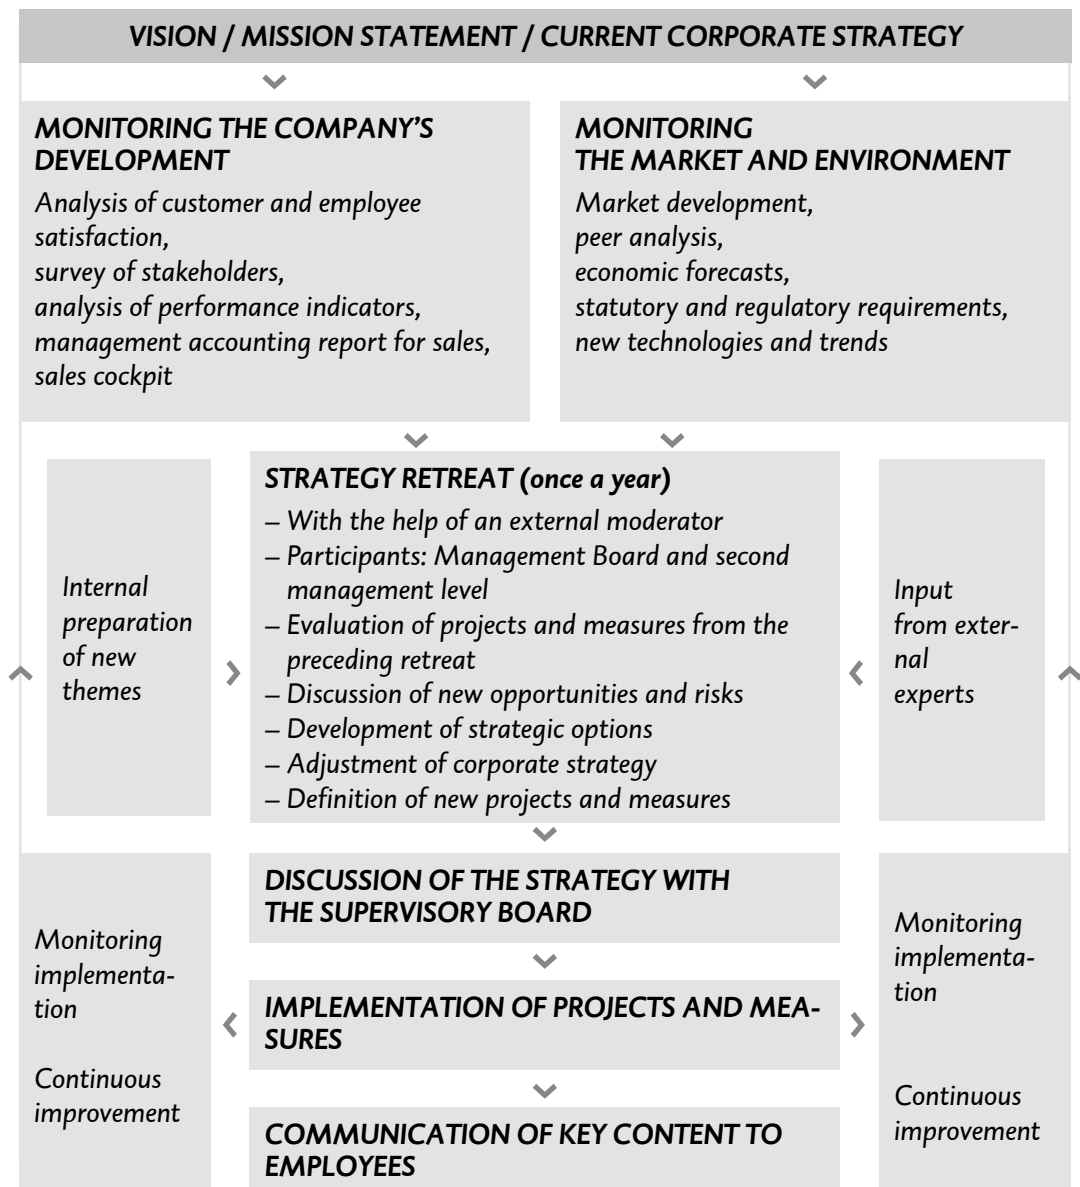 VISION / MISSION STATEMENT / CURRENT CORPORATE STRATEGY
MONITORING THE COMPANY’S
DEVELOPMENT
Analysis of customer and employee
satisfaction,
survey of stakeholders,
analysis of performance indicators,
management accounting report for sales,
sales cockpit
MONITORING
THE MARKET AND ENVIRONMENT
Market development,
peer analysis,
economic forecasts,
statutory and regulatory requirements,
new technologies and trends
Internal
preparation
of new
themes
STRATEGY RETREAT (once a year)
– With the help of an external moderator
– Participants: Management Board and second
management level
– Evaluation of projects and measures from the
preceding retreat
– Discussion of new opportunities and risks
– Development of strategic options
– Adjustment of corporate strategy
– Definition of new projects and measures
Input
from exter-
nal
experts
Monitoring
implementa-
tion
Continuous
improvement
DISCUSSION OF THE STRATEGY WITH
THE SUPERVISORY BOARD
IMPLEMENTATION OF PROJECTS AND MEA-
SURES
COMMUNICATION OF KEY CONTENT TO
EMPLOYEES
Monitoring
implementa-
tion
Continuous
improvement